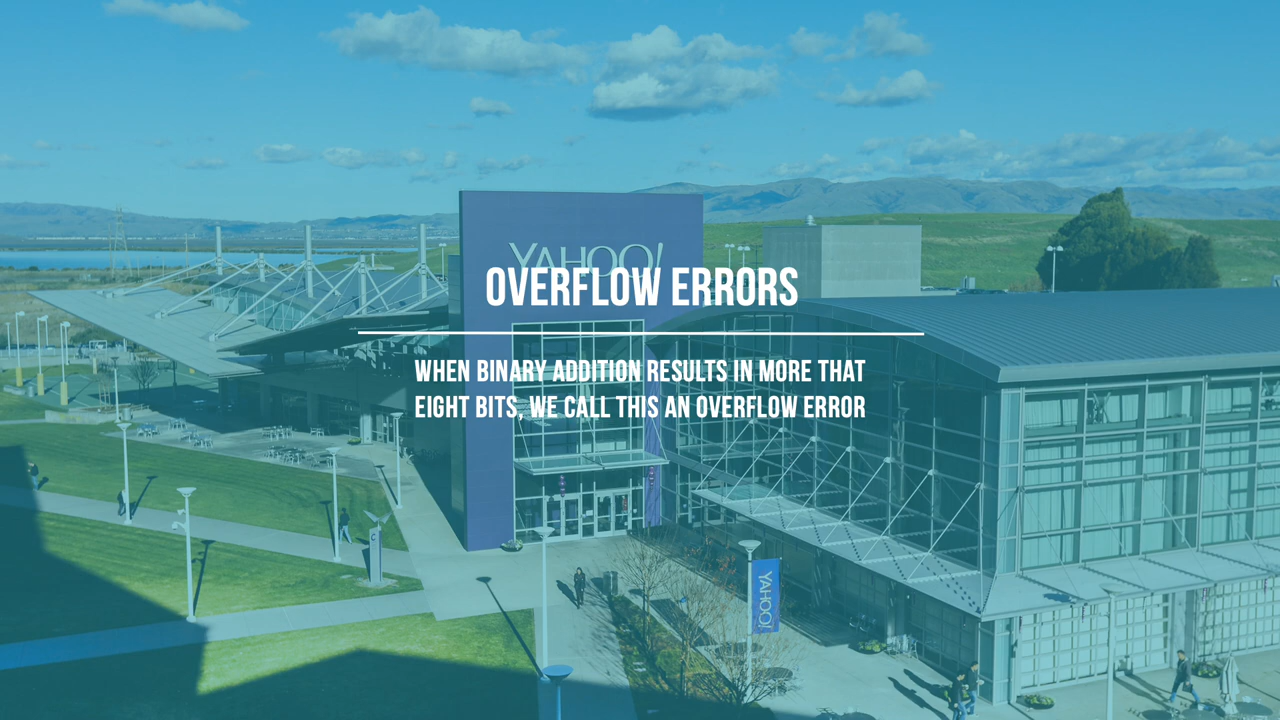 YAHOO!
OVERFLOW ERRORS
WHEN BINARY ADDITION RESULTS IN MORE THAT
EIGHT BITS, WE CALL THIS AN OVERFLOW ERROR
C
YAHOO!